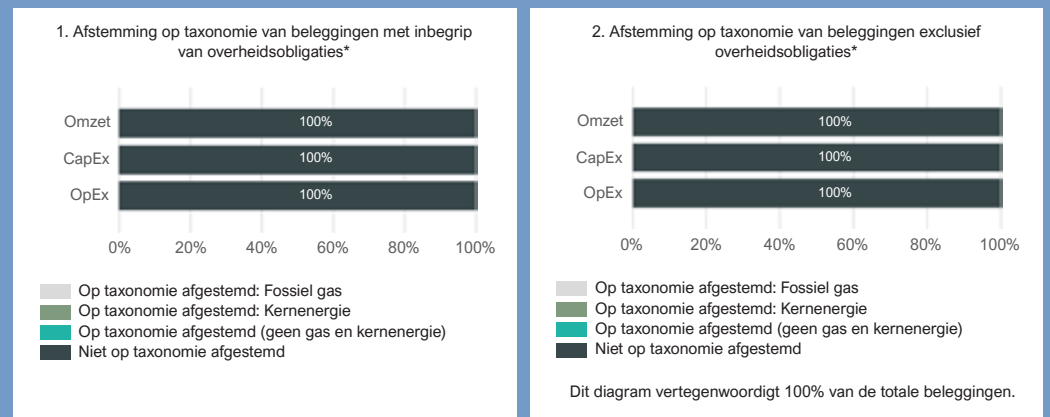 1. Afstemming op taxonomie van beleggingen met inbegrip
van overheidsobligaties*
Omzet
100%
CapEx
100%
OpEx
100%
0% 20% 40% 60% 80% 100%
Op taxonomie afgestemd: Fossiel gas
Op taxonomie afgestemd: Kernenergie
Op taxonomie afgestemd (geen gas en kernenergie)
Niet op taxonomie afgestemd
2. Afstemming op taxonomie van beleggingen exclusief
overheidsobligaties*
Omzet
100%
CapEx
100%
OpEx
100%
0% 20% 40% 60% 80% 100%
Op taxonomie afgestemd: Fossiel gas
Op taxonomie afgestemd: Kernenergie
Op taxonomie afgestemd (geen gas en kernenergie)
Niet op taxonomie afgestemd
Dit diagram vertegenwoordigt 100% van de totale beleggingen.